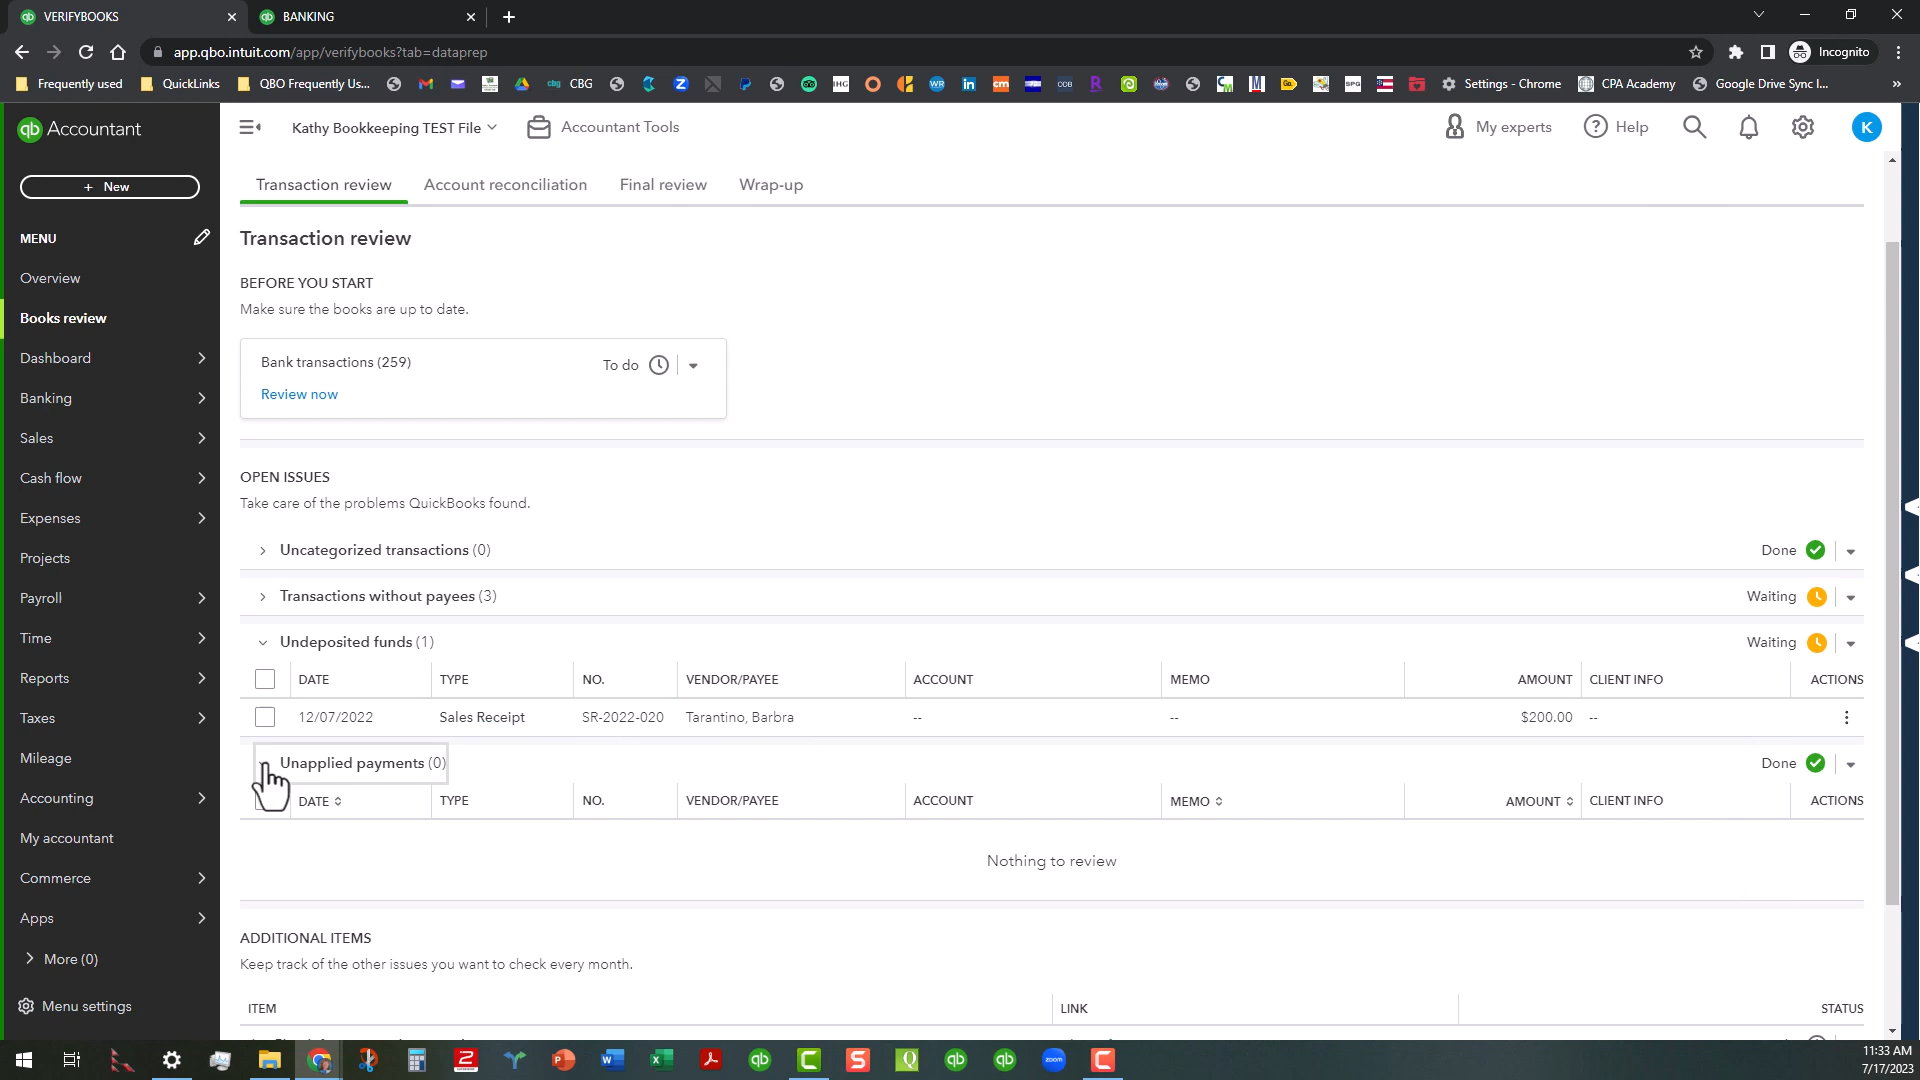 VERIFYBOOKS
BANKING
app.qbo.intuit.com/app/verifybooks?tab=dataprep
Incognito
Frequently used
QuickLinks
QBO Frequently Us...
CBG
Settings - Chrome
CPA Academy
Google Drive Sync I...
qb Accountant
Kathy Bookkeeping TEST File
Accountant Tools
My experts
Help
K
+ New
MENU
Overview
Books review
Dashboard
Banking
Sales
Cash flow
Expenses
Projects
Payroll
Time
Reports
Taxes
Mileage
Accounting
My accountant
Commerce
Apps
More (0)
Menu settings
Transaction review Account reconciliation Final review Wrap-up
Transaction review
BEFORE YOU START
Make sure the books are up to date.
Bank transactions (259) To do
Review now
OPEN ISSUES
Take care of the problems QuickBooks found.
Uncategorized transactions (0) Done
Transactions without payees (3) Waiting
Undeposited funds (1) Waiting
DATE TYPE NO. VENDOR/PAYEE ACCOUNT MEMO AMOUNT CLIENT INFO ACTIONS
12/07/2022 Sales Receipt SR-2022-020 Tarantino, Barbra -- -- $200.00 --
Unapplied payments (0) Done
DATE TYPE NO. VENDOR/PAYEE ACCOUNT MEMO AMOUNT CLIENT INFO ACTIONS
Nothing to review
ADDITIONAL ITEMS
Keep track of the other issues you want to check every month.
ITEM LINK STATUS
11:33 AM
7/17/2023